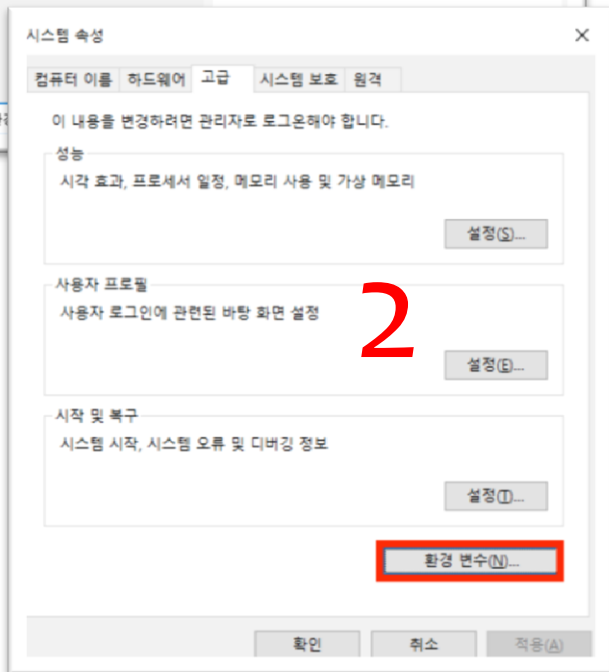 시스템 속성
컴퓨터 이름 하드웨어 고급 시스템 보호 원격
이 내용을 변경하려면 관리자로 로그온해야 합니다.
성능
시각 효과, 프로세서 일정, 메모리 사용 및 가상 메모리
설정(S)...
사용자 프로필
사용자 로그인에 관련된 바탕 화면 설정
2
설정(E)...
시작 및 복구
시스템 시작, 시스템 오류 및 디버깅 정보
설정(T)...
환경 변수(N)...
확인 취소 적용(A)